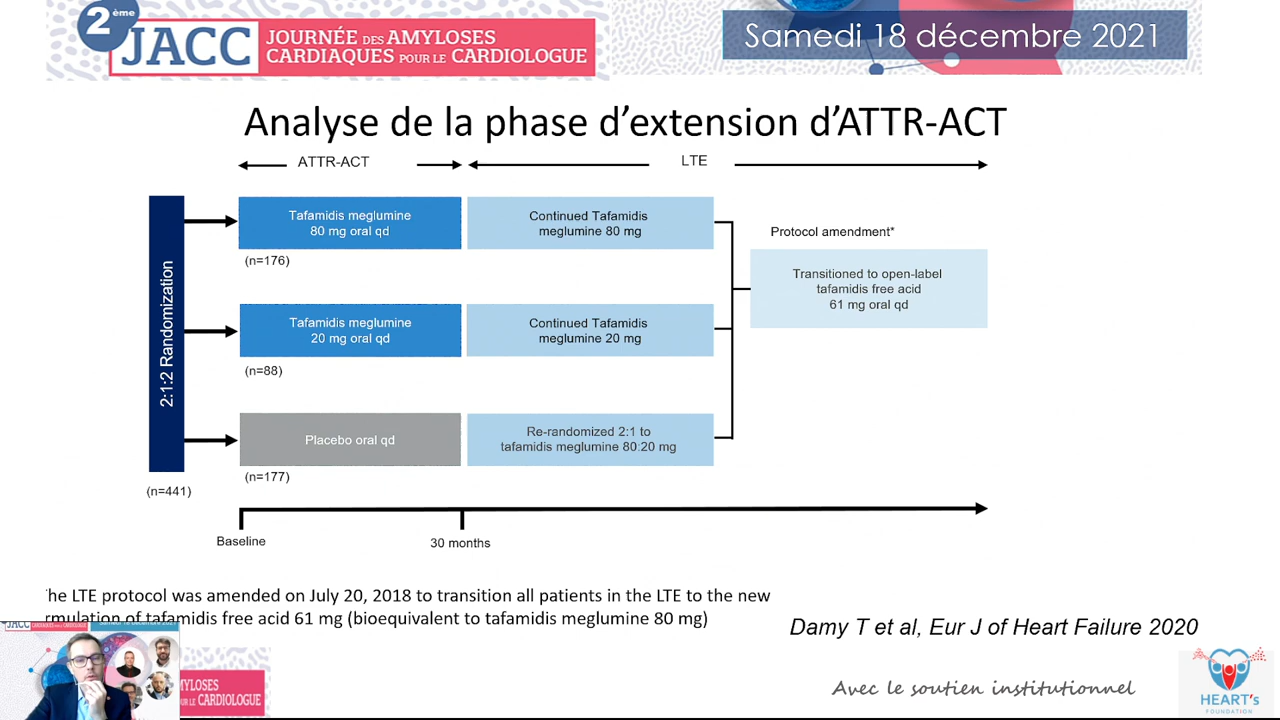 2ème
JACC
JOURNÉE DES AMYLOSES
CARDIAQUES POUR LE CARDIOLOGUE
Samedi 18 décembre 2021
Analyse de la phase d'extension d'ATTR-ACT
ATTR-ACT
LTE
2:1:2 Randomization
(n=441)
Tafamidis meglumine
80 mg oral qd
(n=176)
Continued Tafamidis
meglumine 80 mg
Protocol amendment*
Transitioned to open-label
tafamidis free acid
61 mg oral qd
Tafamidis meglumine
20 mg oral qd
(n=88)
Continued Tafamidis
meglumine 20 mg
Placebo oral qd
(n=177)
Re-randomized 2:1 to
tafamidis meglumine 80:20 mg
Baseline
30 months
he LTE protocol was amended on July 20, 2018 to transition all patients in the LTE to the new
rmulation of tafamidis free acid 61 mg (bioequivalent to tafamidis meglumine 80 mg)
Damy T et al, Eur J of Heart Failure 2020
JACC
MYLOSES
UR LE CARDIOLOGUE
Avec le soutien institutionnel
HEART's
FOUNDATION